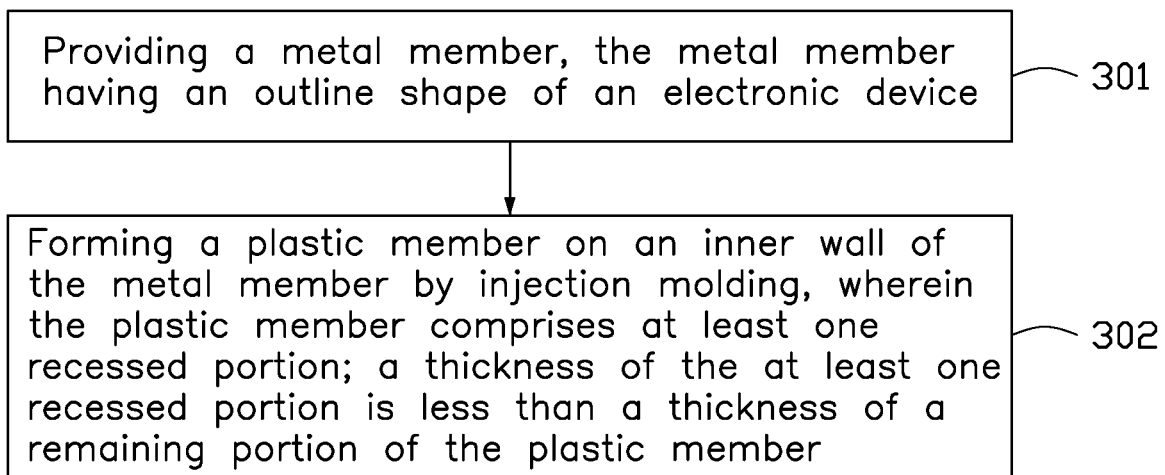 Providing a metal member, the metal member
having an outline shape of an electronic device
301
Forming a plastic member on an inner wall of
the metal member by injection molding, wherein
the plastic member comprises at least one
recessed portion; a thickness of the at least one
recessed portion is less than a thickness of a
remaining portion of the plastic member
302